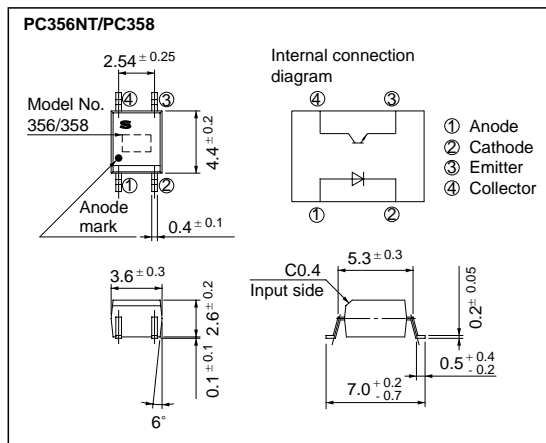 PC356NT/PC358
2.54 ± 0.25
④ ③
Model No.
356/358
4.4 ± 0.2
① ②
Anode
mark
0.4 ± 0.1
Internal connection
diagram
④ ③
① ②
① Anode
② Cathode
③ Emitter
④ Collector
3.6 ± 0.3
2.6 ± 0.2
0.1 ± 0.1
6°
C0.4
Input side
5.3 ± 0.3
0.2 ± 0.05
0.5 + 0.4 - 0.2
7.0 + 0.2 - 0.7